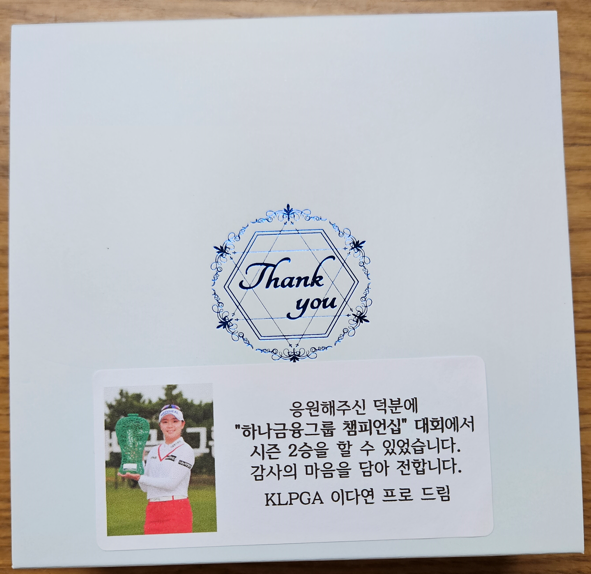 Thank
you
응원해주신 덕분에
"하나금융그룹 챔피언십" 대회에서
시즌 2승을 할 수 있었습니다.
감사의 마음을 담아 전합니다.
KLPGA 이다연 프로 드림